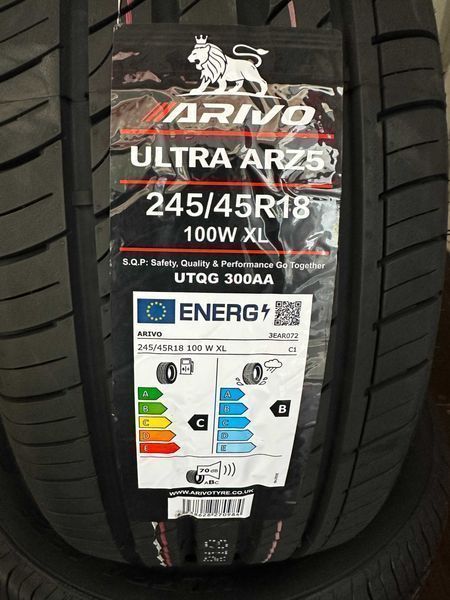 ARIVO
ULTRA ARZ5
245/45R18
100W XL
S.Q.P: Safety, Quality & Performance Go Together
UTQG 300AA
ENERG
ARIVO 3EAR072
245/45R18 100 W XL C1
A A
B B B
C C C
D D
E E
70 dB
ABC
WWW.ARIVOTYRE.CO.UK